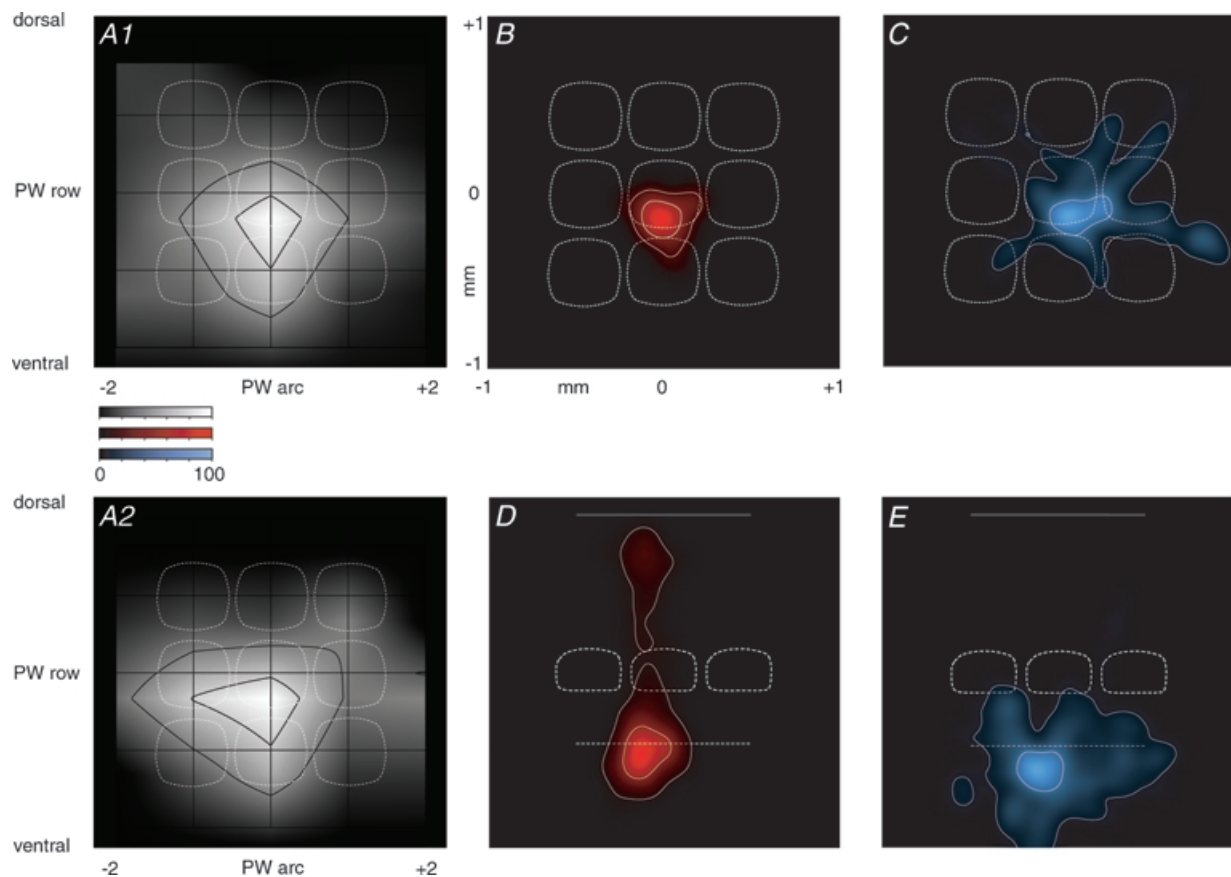 dorsal
A1
B
C
+1
PW row
0
mm
ventral
-1
-2
PW arc
+2
-1
mm
0
+1
0
100
dorsal
A2
D
E
PW row
ventral
-2
PW arc
+2